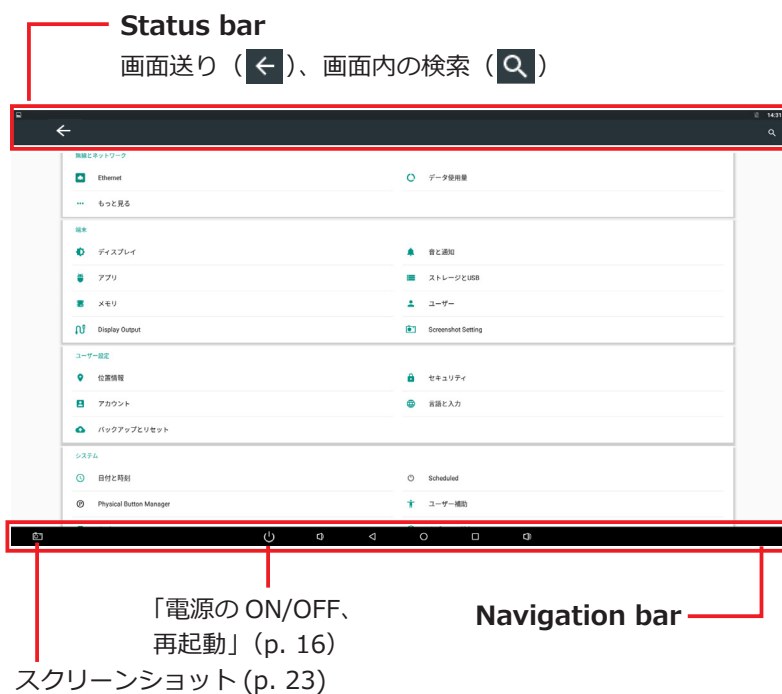 Status bar
画面送り（←）、画面内の検索（ ）
14:31
無線とネットワーク
Ethernet
データ使用量
もっと見る
端末
ディスプレイ
音と通知
アプリ
ストレージとUSB
メモリ
ユーザー
Display Output
Screenshot Setting
ユーザー設定
位置情報
セキュリティ
アカウント
言語と入力
バックアップとリセット
システム
日付と時刻
Scheduled
Physical Button Manager
ユーザー補助
「電源の ON/OFF、
再起動」（p. 16）
Navigation bar
スクリーンショット (p. 23)